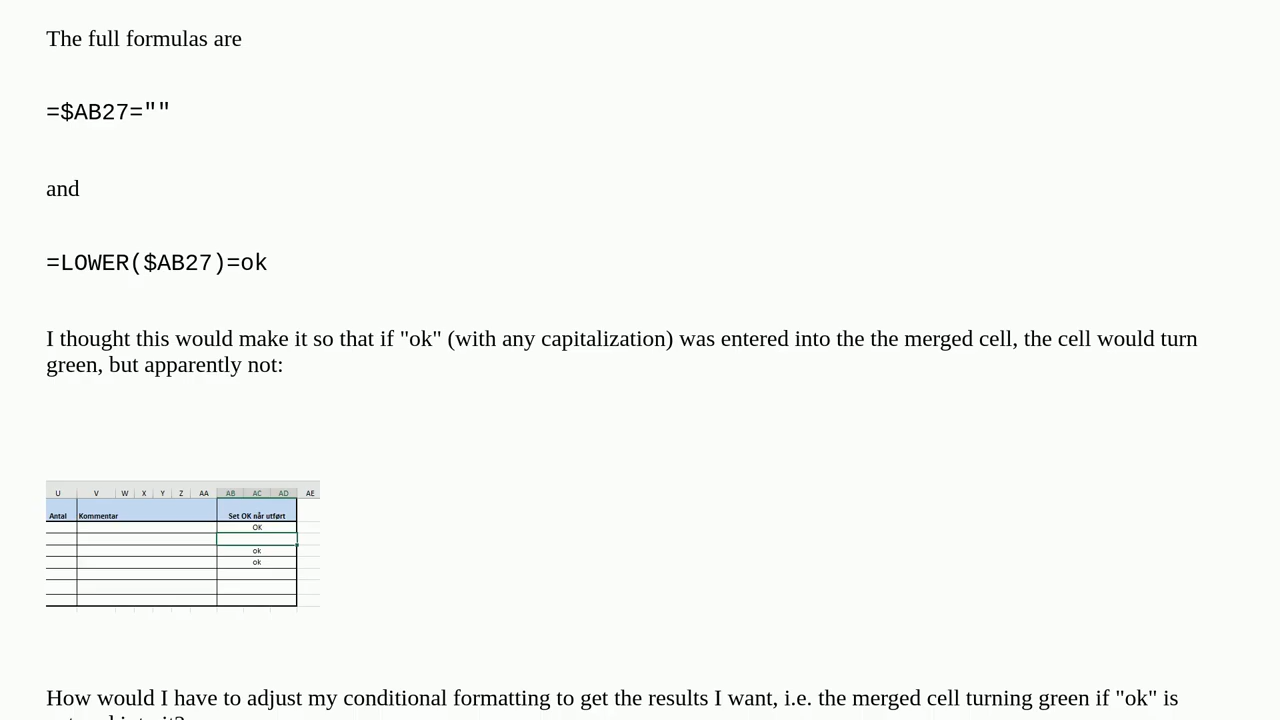 The full formulas are
=$AB27=""
and
=LOWER($AB27)=ok
I thought this would make it so that if "ok" (with any capitalization) was entered into the the merged cell, the cell would turn
green, but apparently not:
U V W X Y Z AA AB AC AD AE
Antal Kommentar Set OK når utført
OK
ok
ok
How would I have to adjust my conditional formatting to get the results I want, i.e. the merged cell turning green if "ok" is